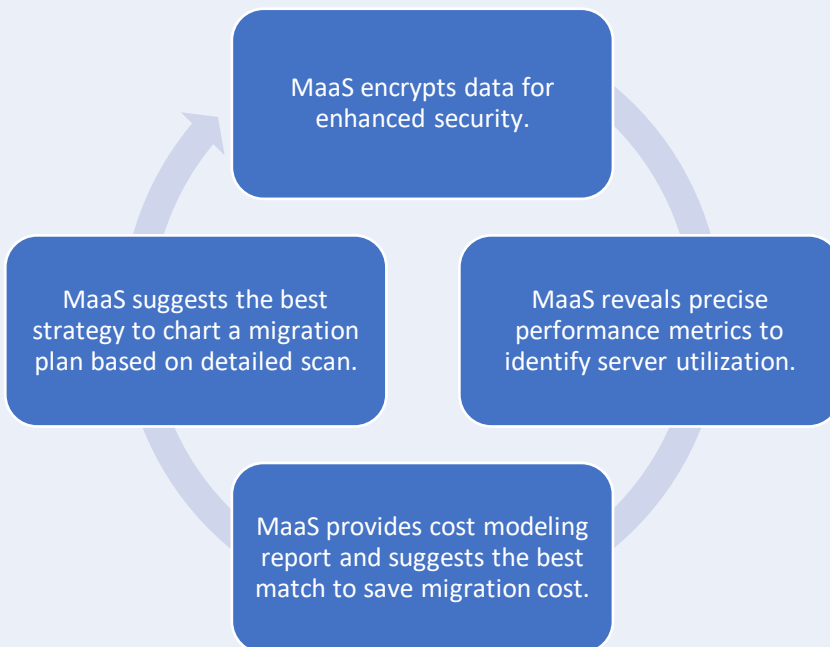 MaaS encrypts data for
enhanced security.
MaaS reveals precise
performance metrics to
identify server utilization.
MaaS provides cost modeling
report and suggests the best
match to save migration cost.
MaaS suggests the best
strategy to chart a migration
plan based on detailed scan.